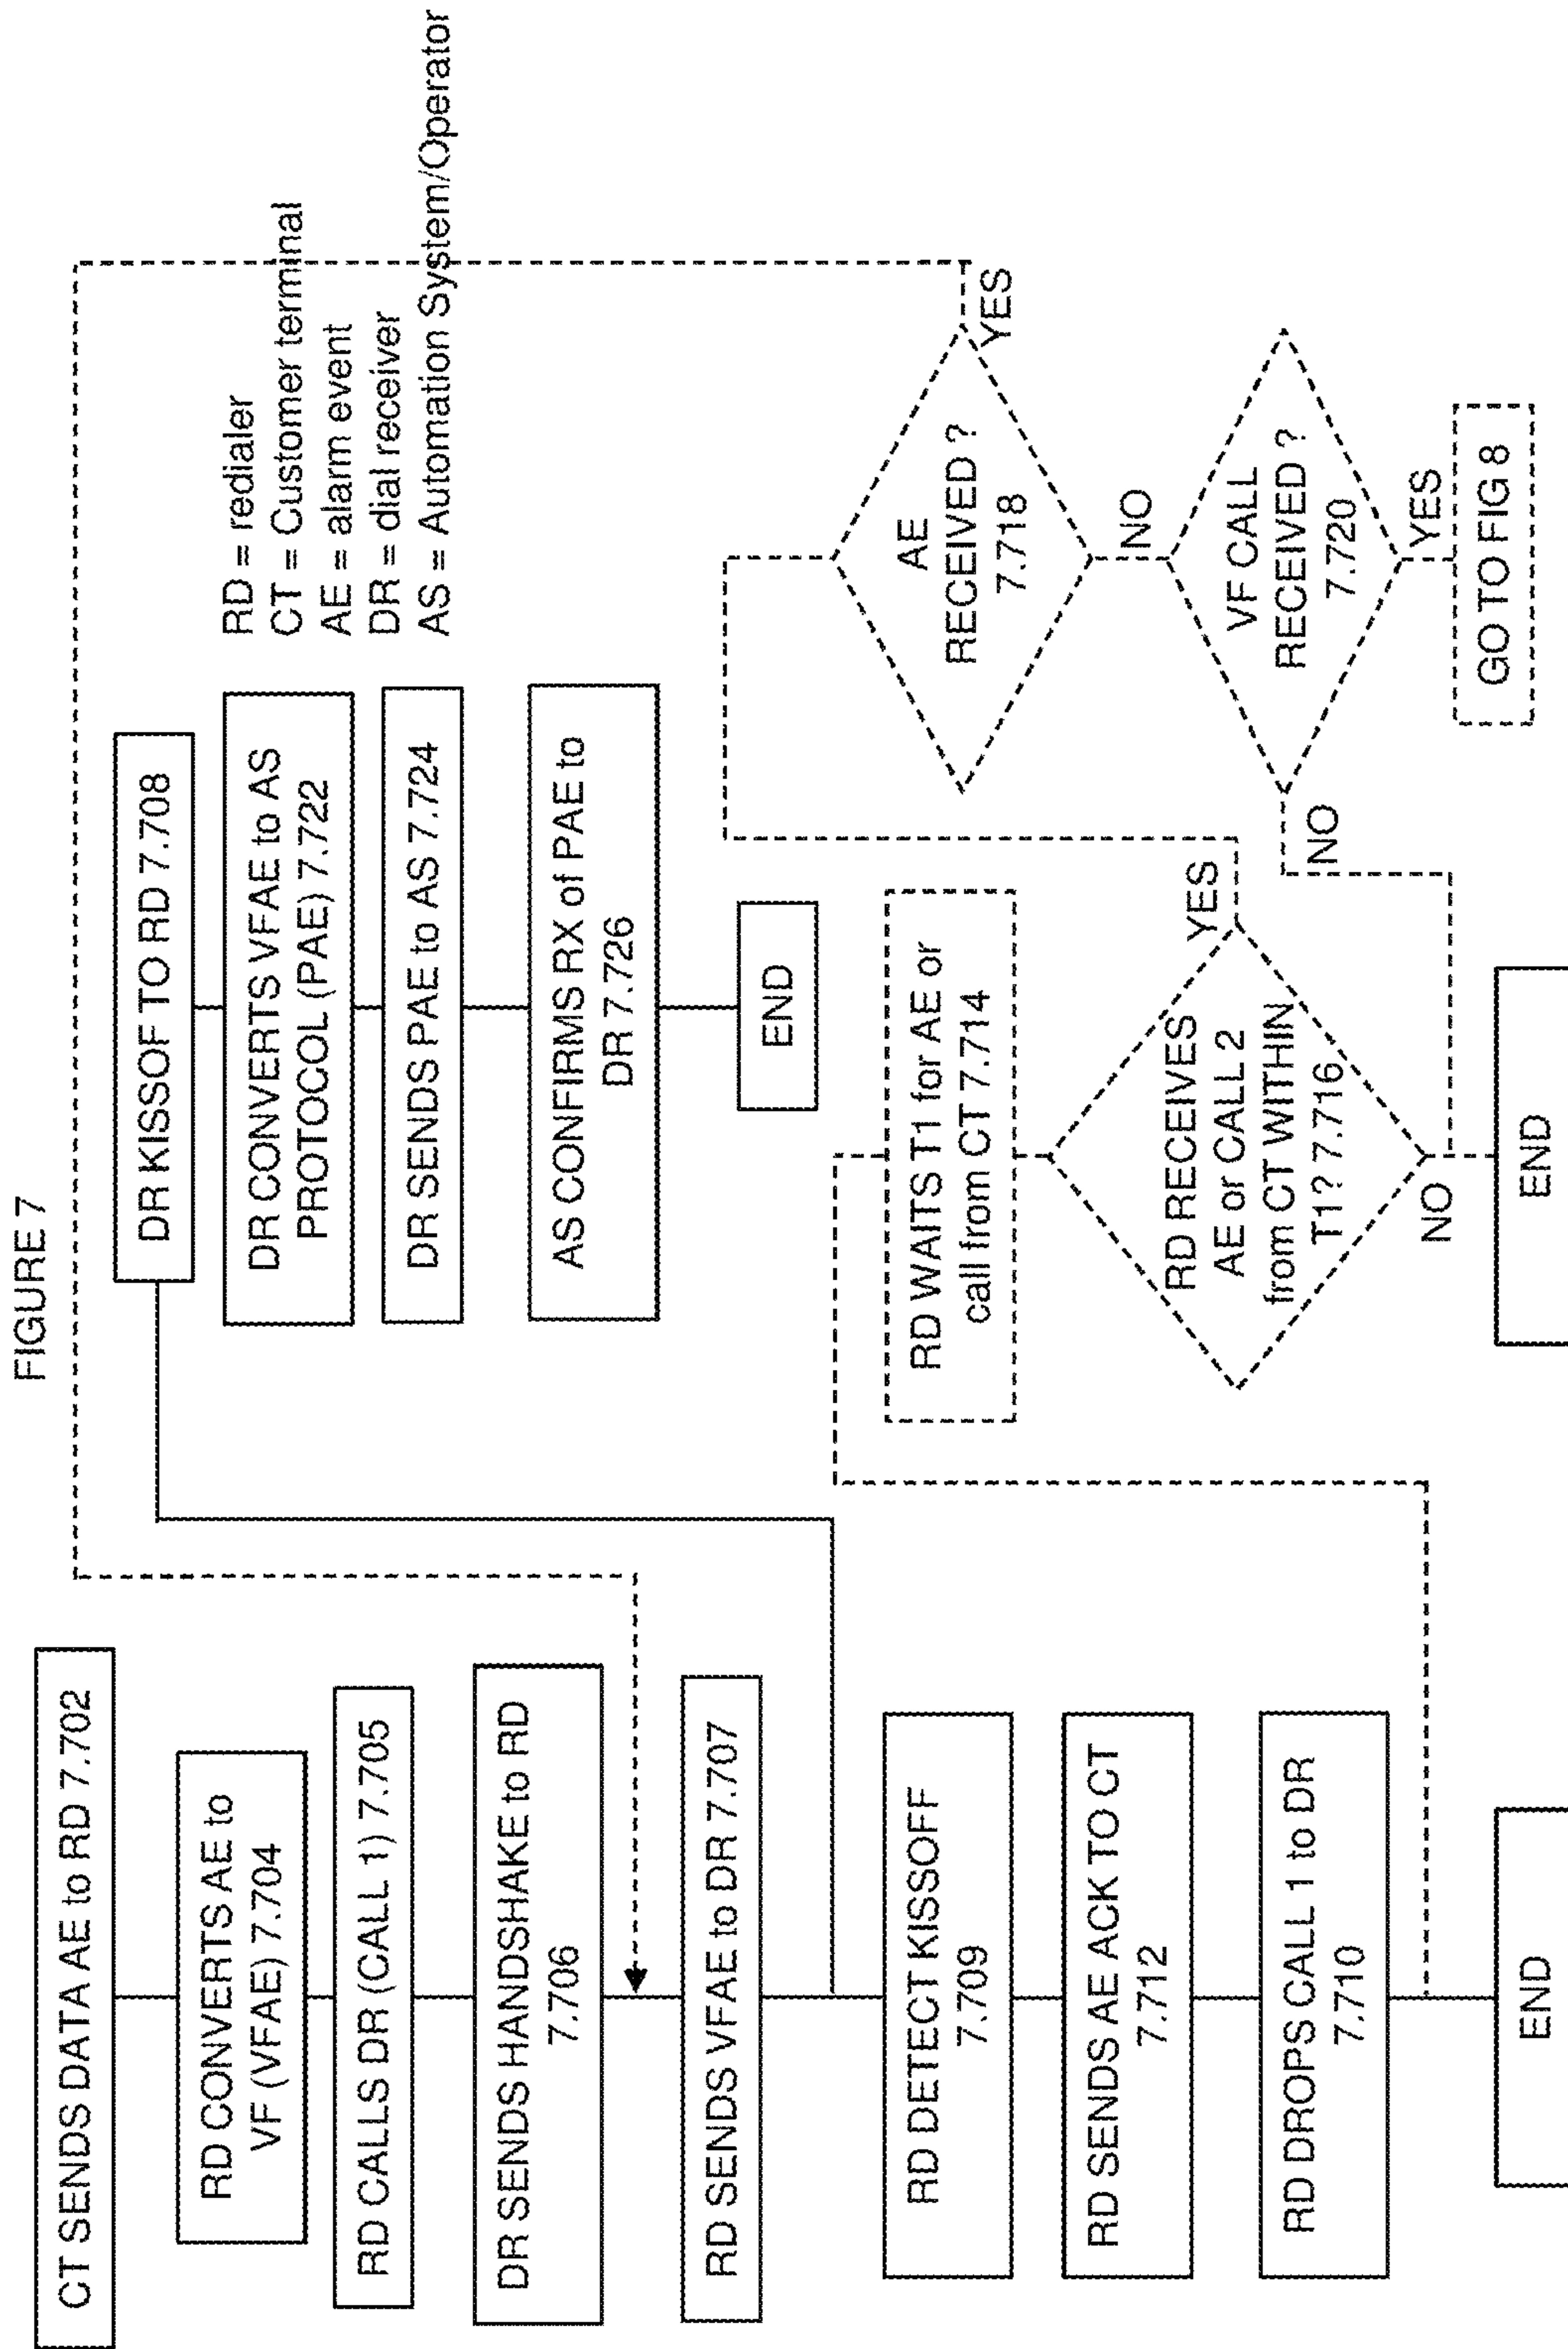 FIGURE 7
CT SENDS DATA AE to RD 7.702
RD CONVERTS AE to
VF (VFAE) 7.704
RD CALLS DR (CALL 1) 7.705
DR SENDS HANDSHAKE to RD
7.706
RD SENDS VFAE to DR 7.707
RD DETECT KISSOFF
7.709
RD SENDS AE ACK TO CT
7.712
RD DROPS CALL 1 to DR
7.710
END
DR KISSOF TO RD 7.708
DR CONVERTS VFAE to AS
PROTOCOL (PAE) 7.722
DR SENDS PAE to AS 7.724
AS CONFIRMS RX of PAE to
DR 7.726
END
RD WAITS T1 for AE or
call from CT 7.714
RD RECEIVES
AE or CALL 2
from CT WITHIN
T1? 7.716
YES
NO
END
RD = redialer
CT = Customer terminal
AE = alarm event
DR = dial receiver
AS = Automation System/Operator
AE
RECEIVED ?
7.718
YES
NO
VF CALL
RECEIVED ?
7.720
NO
YES
GO TO FIG 8